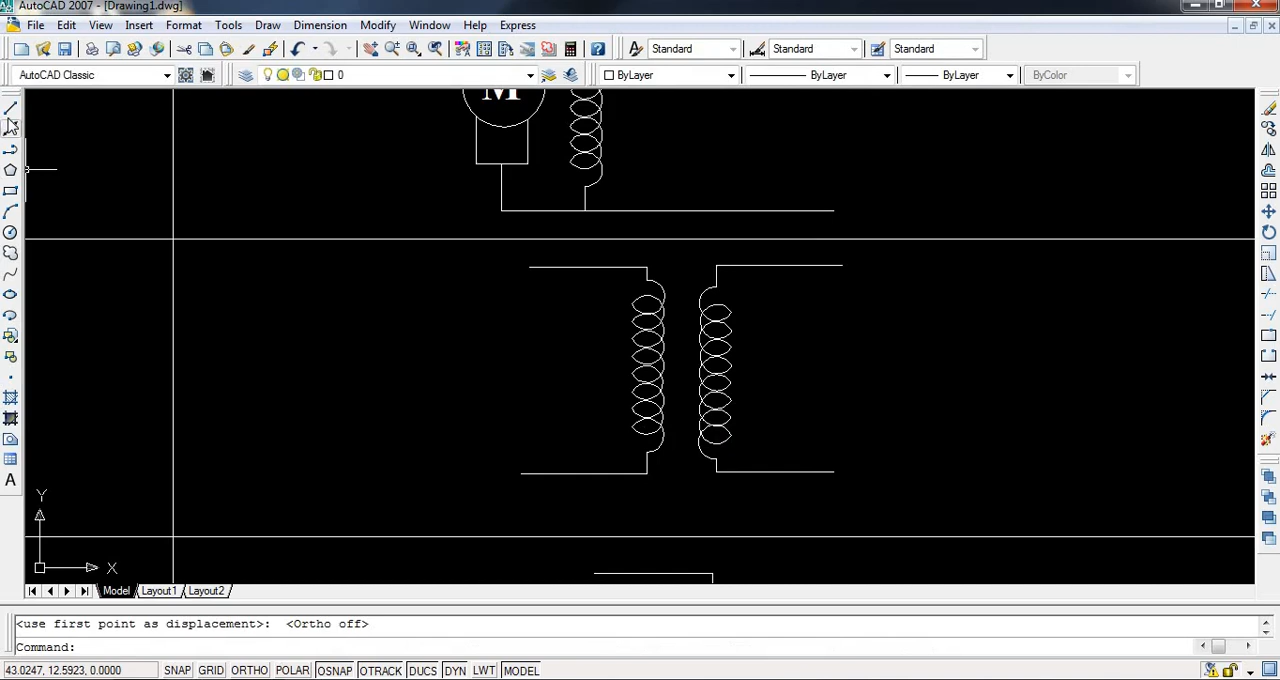 AutoCAD 2007 - [Drawing1.dwg]
File Edit View Insert Format Tools Draw Dimension Modify Window Help Express
Standard Standard Standard
AutoCAD Classic 0 ByLayer ByLayer ByLayer ByColor
M
A
Y
X
Model Layout1 Layout2
<use first point as displacement>:  <Ortho off>
Command:
43.0247, 12.5923, 0.0000 SNAP GRID ORTHO POLAR OSNAP OTRACK DUCS DYN LWT MODEL